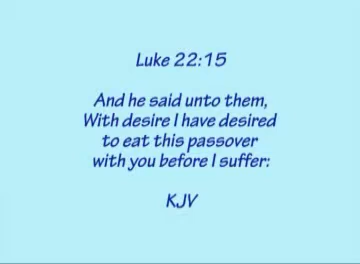 Luke 22:15
And he said unto them,
With desire I have desired
to eat this passover
with you before I suffer:
KJV